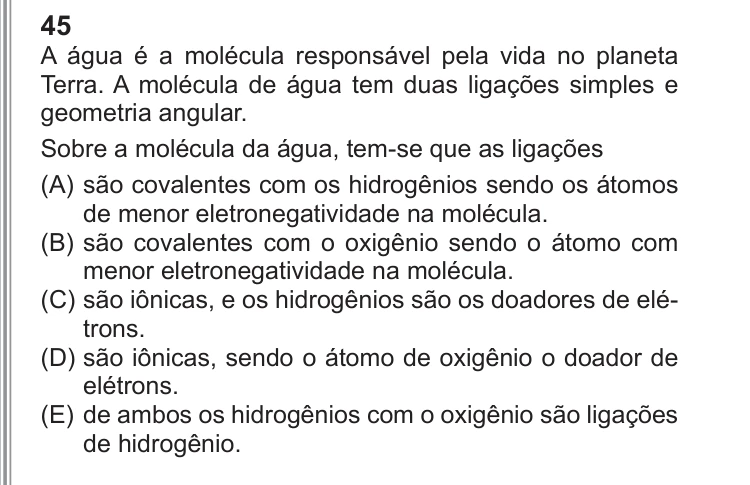 45
A água é a molécula responsável pela vida no planeta
Terra. A molécula de água tem duas ligações simples e
geometria angular.
Sobre a molécula da água, tem-se que as ligações
(A) são covalentes com os hidrogênios sendo os átomos
de menor eletronegatividade na molécula.
(B) são covalentes com o oxigênio sendo o átomo com
menor eletronegatividade na molécula.
(C) são iônicas, e os hidrogênios são os doadores de elé-
trons.
(D) são iônicas, sendo o átomo de oxigênio o doador de
elétrons.
(E) de ambos os hidrogênios com o oxigênio são ligações
de hidrogênio.